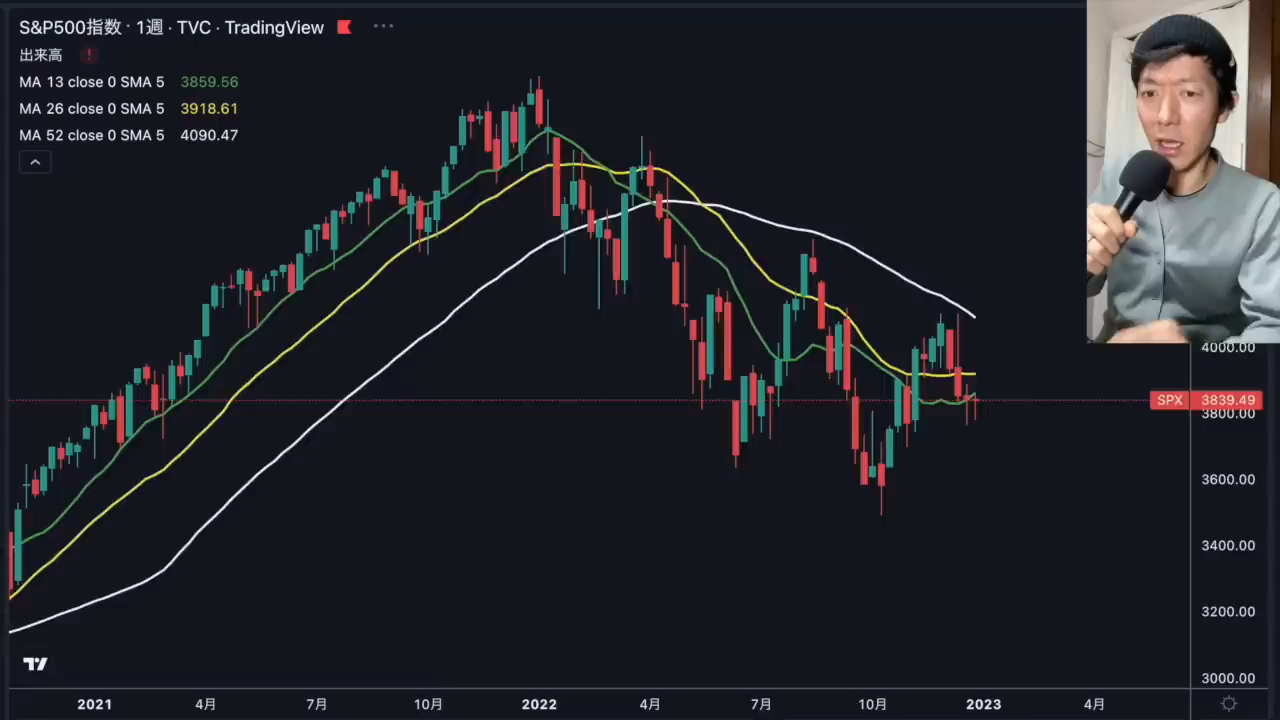 S&P500指数 · 1週 · TVC · TradingView
出来高 !
MA 13 close 0 SMA 5 3859.56
MA 26 close 0 SMA 5 3918.61
MA 52 close 0 SMA 5 4090.47
4000.00
SPX 3839.49
3800.00
3600.00
3400.00
3200.00
3000.00
2021 4月 7月 10月 2022 4月 7月 10月 2023 4月